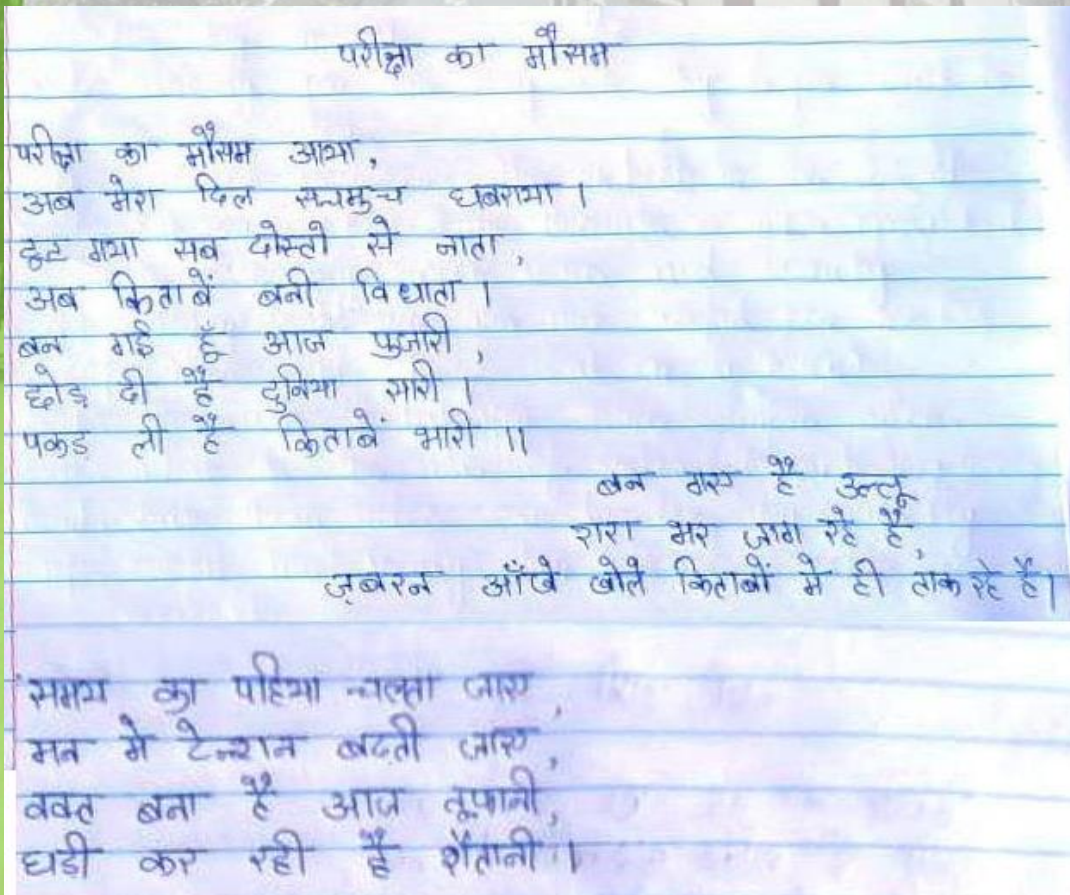 परीक्षा का मौसम
परीक्षा का मौसम आया,
अब मेरा दिल सचमुच घबराया ।
छुट गया सब दोस्तो से नाता,
अब किताबें बनी विधाता ।
बन गई हूँ आज पुजारी,
छोड़ दी हैं दुनिया सारी ।
पकड ली है किताबें भारी ॥
बन गए है उल्लू
भर जाग रहे है,
ज़बरन आँखे खोले किताबों मे ही ताक रहे है।
समय का पहिया चलता जाए,
मन मे टेन्शन बढती जाए,
वक्त बना है आज तूफानी,
घडी कर रही है शैतानी ।